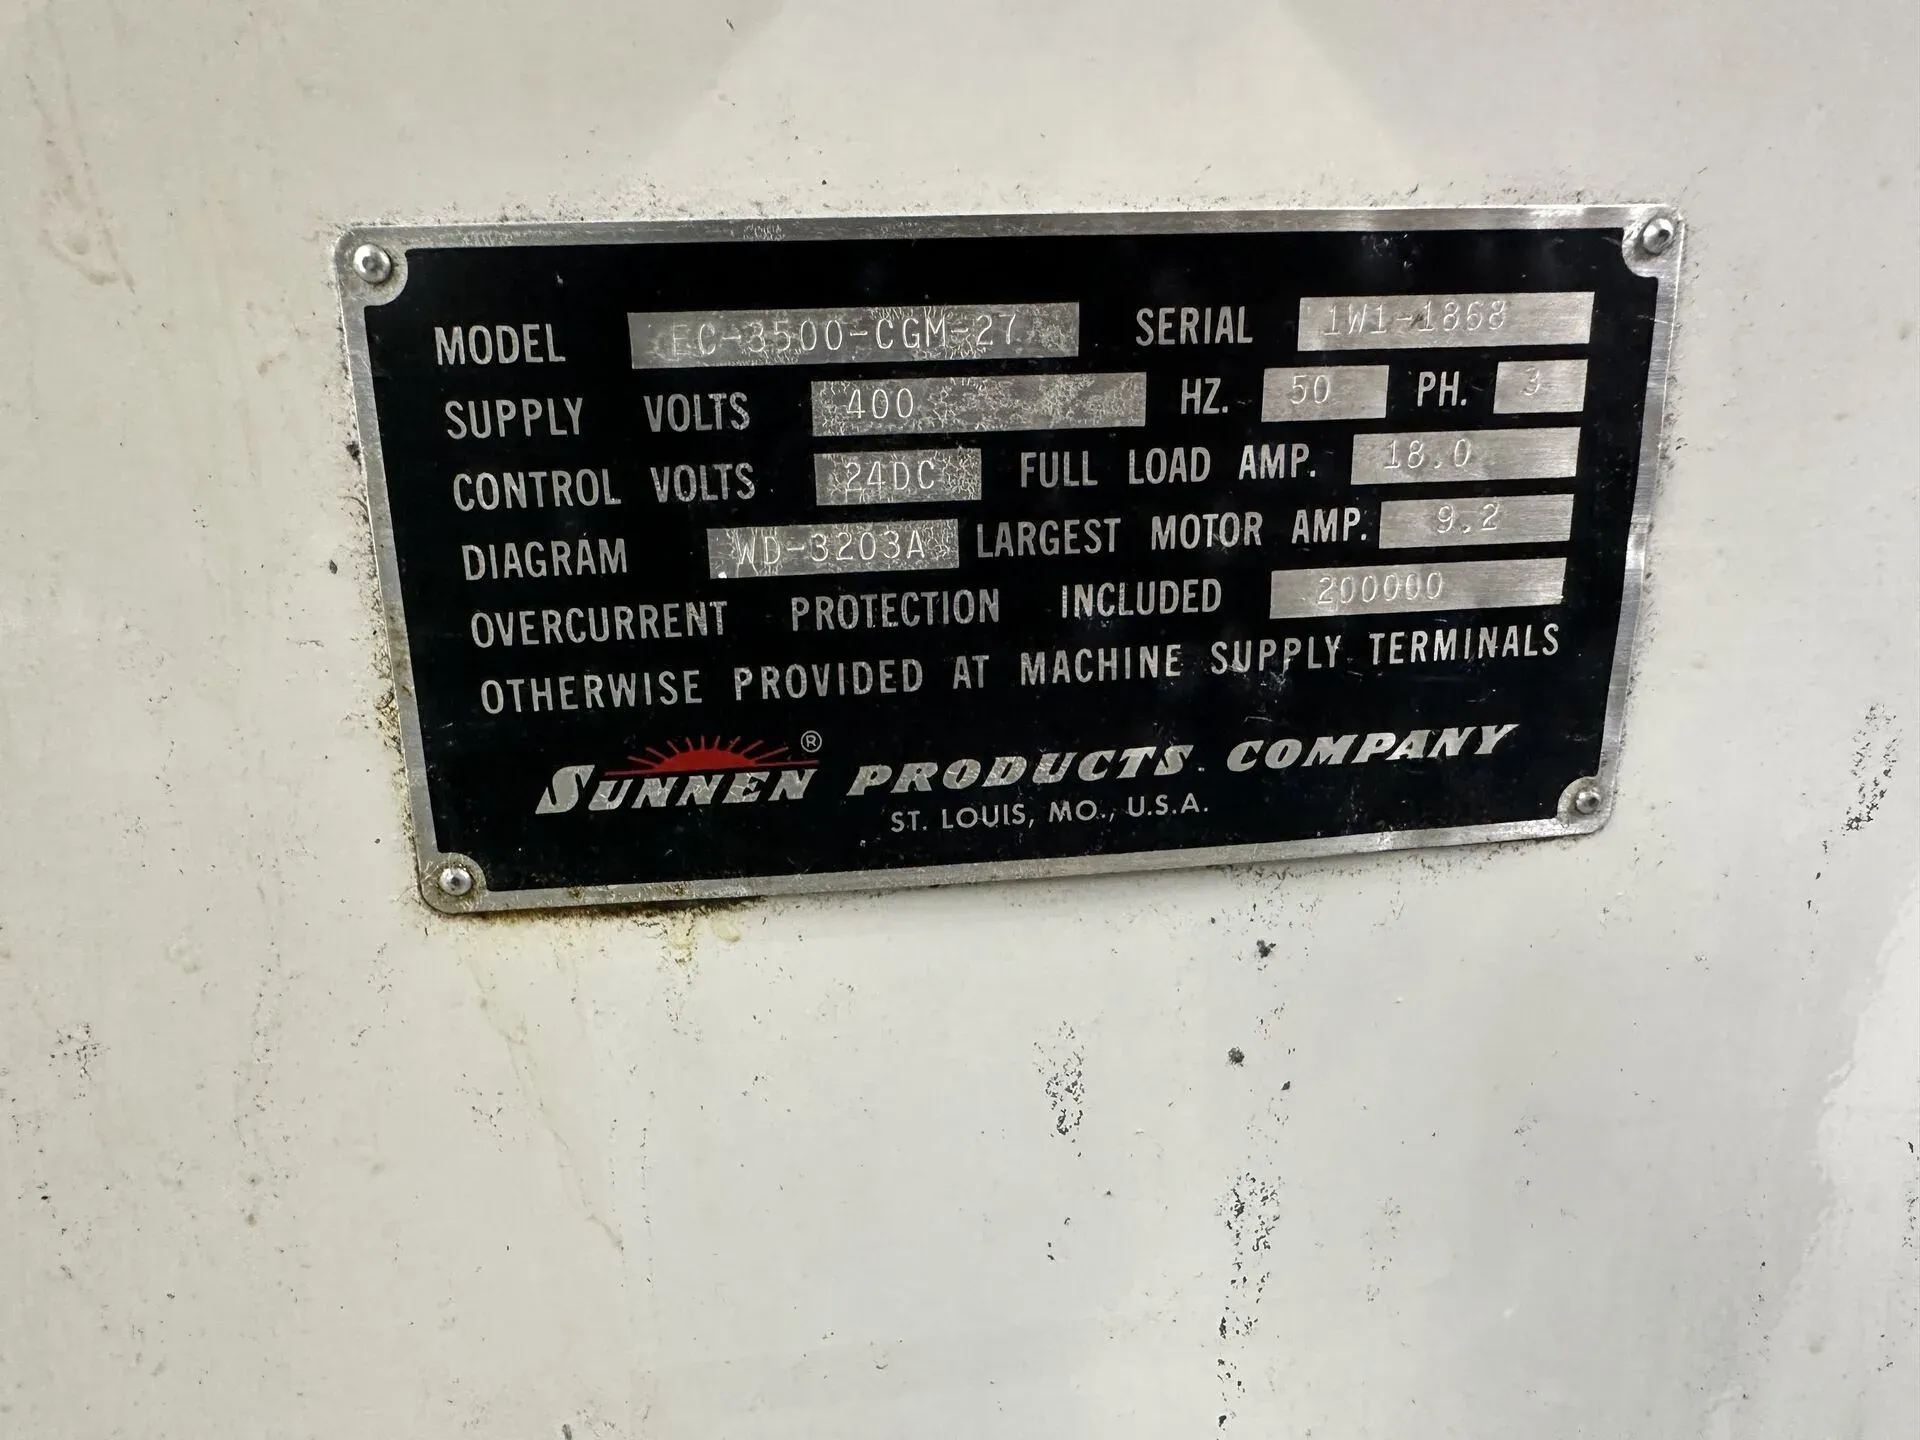 MODEL EC-3500-CGM-27 SERIAL 1W1-1868
SUPPLY VOLTS 400 HZ. 50 PH. 3
CONTROL VOLTS 24DC FULL LOAD AMP. 18.0
DIAGRAM WD-3203A LARGEST MOTOR AMP. 9.2
OVERCURRENT PROTECTION INCLUDED 200000
OTHERWISE PROVIDED AT MACHINE SUPPLY TERMINALS
SUNNEN® PRODUCTS COMPANY
ST. LOUIS, MO., U.S.A.